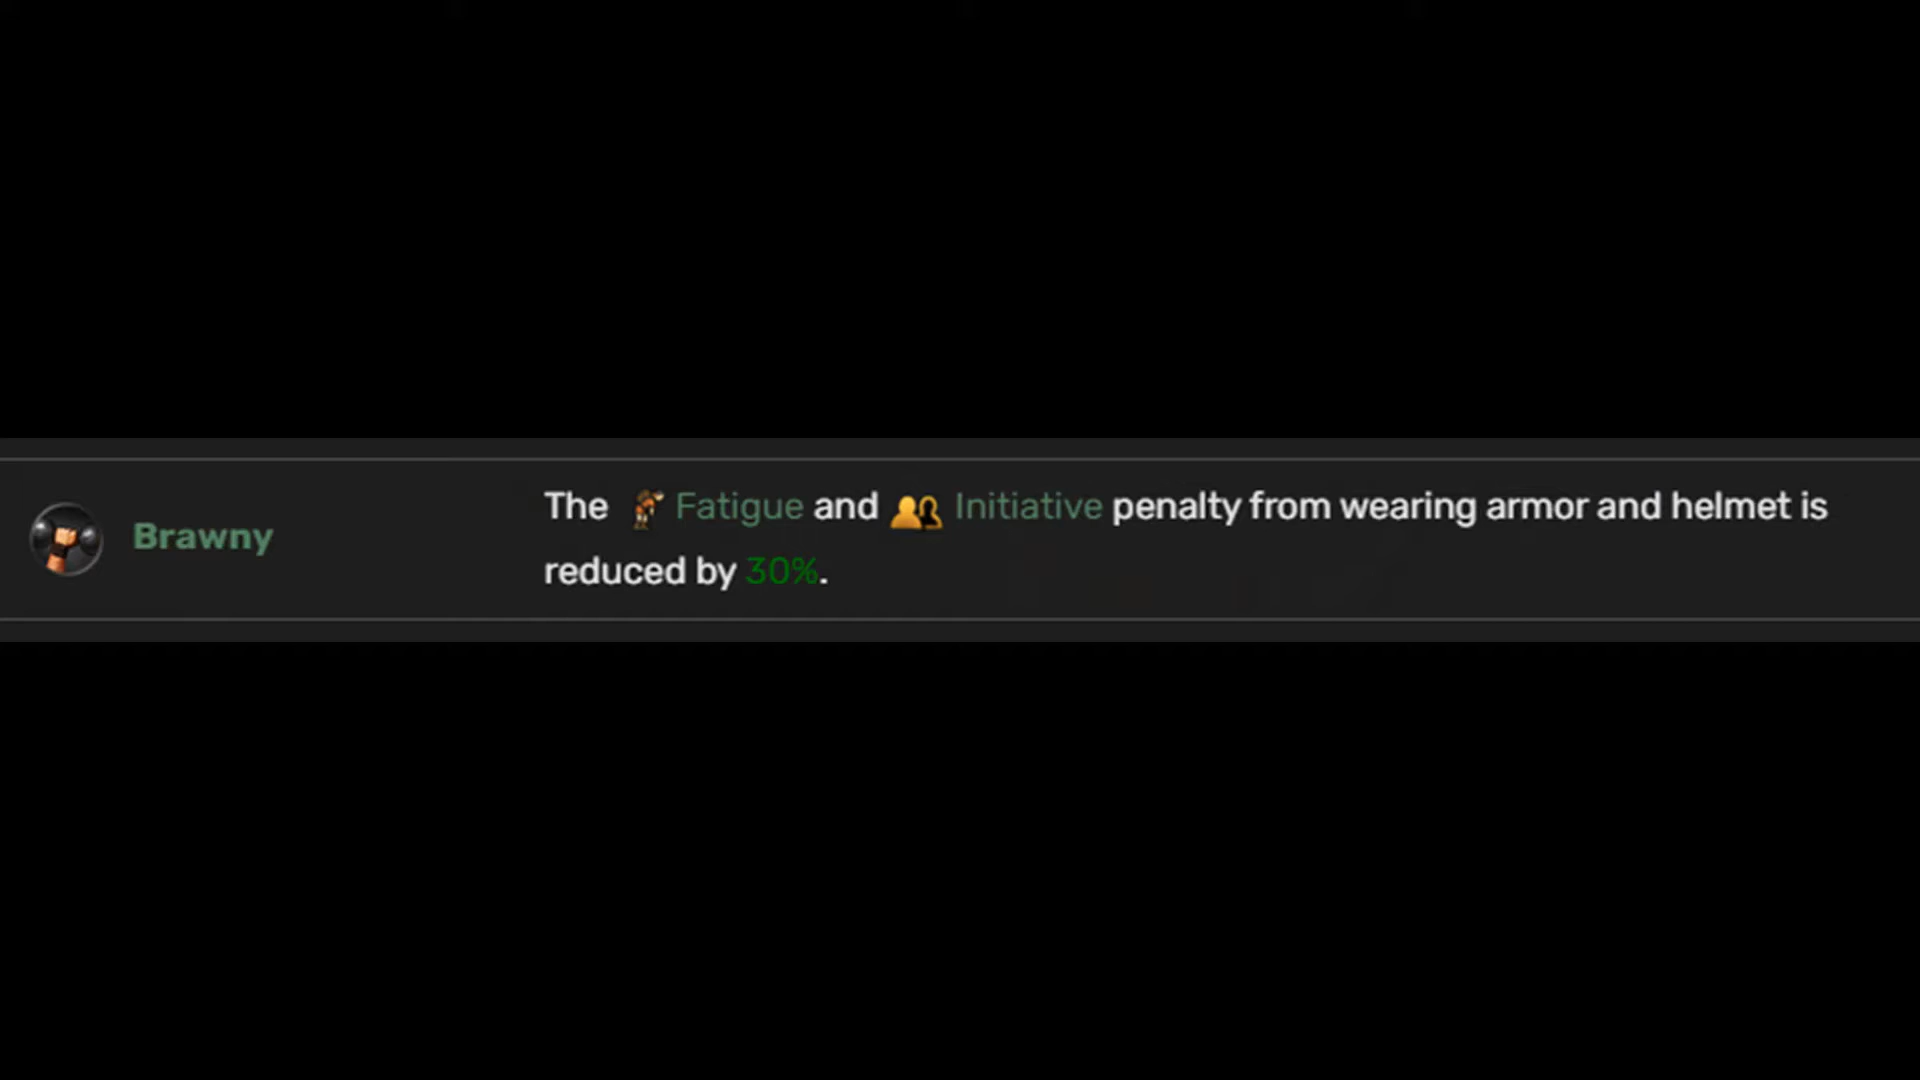 Brawny
The Fatigue and Initiative penalty from wearing armor and helmet is
reduced by 30%.